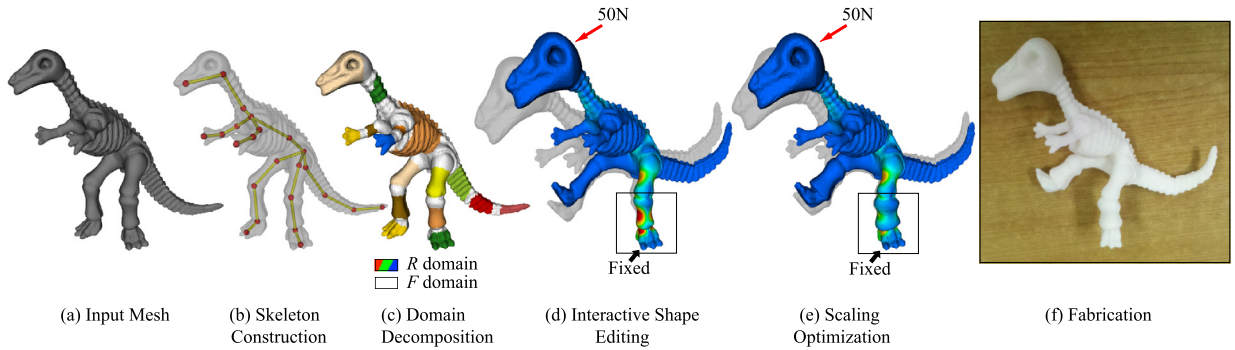 50N
50N
R domain
F domain
Fixed
Fixed
(a) Input Mesh
(b) Skeleton
Construction
(c) Domain
Decomposition
(d) Interactive Shape
Editing
(e) Scaling
Optimization
(f) Fabrication